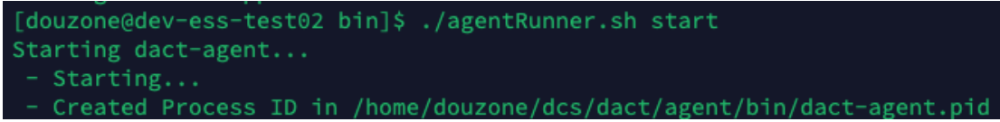 [douzone@dev-ess-test02 bin]$ ./agentRunner.sh start
Starting dact-agent...
- Starting...
- Created Process ID in /home/douzone/dcs/dact/agent/bin/dact-agent.pid